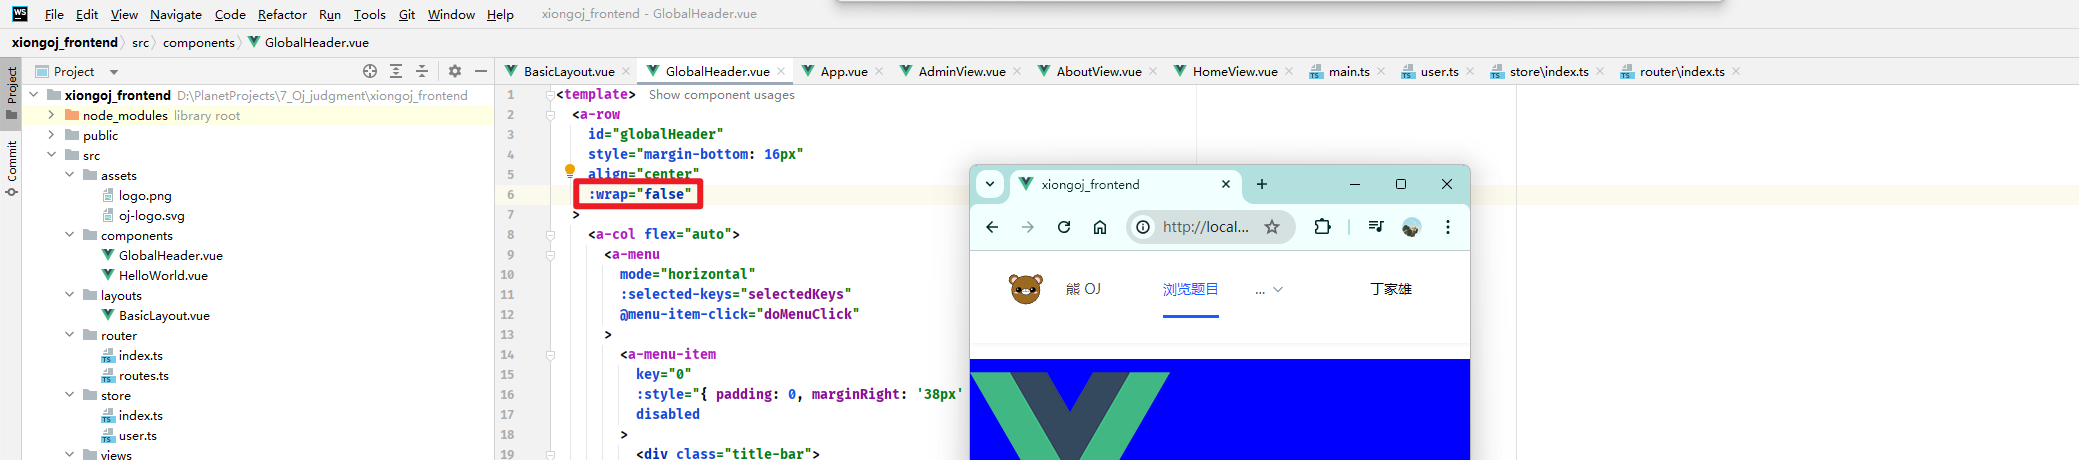 WS File Edit View Navigate Code Refactor Run Tools Git Window Help xiongoj_frontend - GlobalHeader.vue
xiongoj_frontend src components GlobalHeader.vue
Project
Commit
Project
xiongoj_frontend D:\PlanetProjects\7_Oj_judgment\xiongoj_frontend
node_modules library root
public
src
assets
logo.png
oj-logo.svg
components
GlobalHeader.vue
HelloWorld.vue
layouts
BasicLayout.vue
router
index.ts
routes.ts
store
index.ts
user.ts
views
BasicLayout.vue GlobalHeader.vue App.vue AdminView.vue AboutView.vue HomeView.vue main.ts user.ts store\index.ts router\index.ts
1 <template> Show component usages
2 <a-row
3 id="globalHeader"
4 style="margin-bottom: 16px"
5 align="center"
6 :wrap="false"
7 >
8 <a-col flex="auto">
9 <a-menu
10 mode="horizontal"
11 :selected-keys="selectedKeys"
12 @menu-item-click="doMenuClick"
13 >
14 <a-menu-item
15 key="0"
16 :style="{ padding: 0, marginRight: '38px'
17 disabled
18 >
19 <div class="title-bar">
xiongoj_frontend
http://local...
熊 OJ 浏览题目 ... 丁家雄